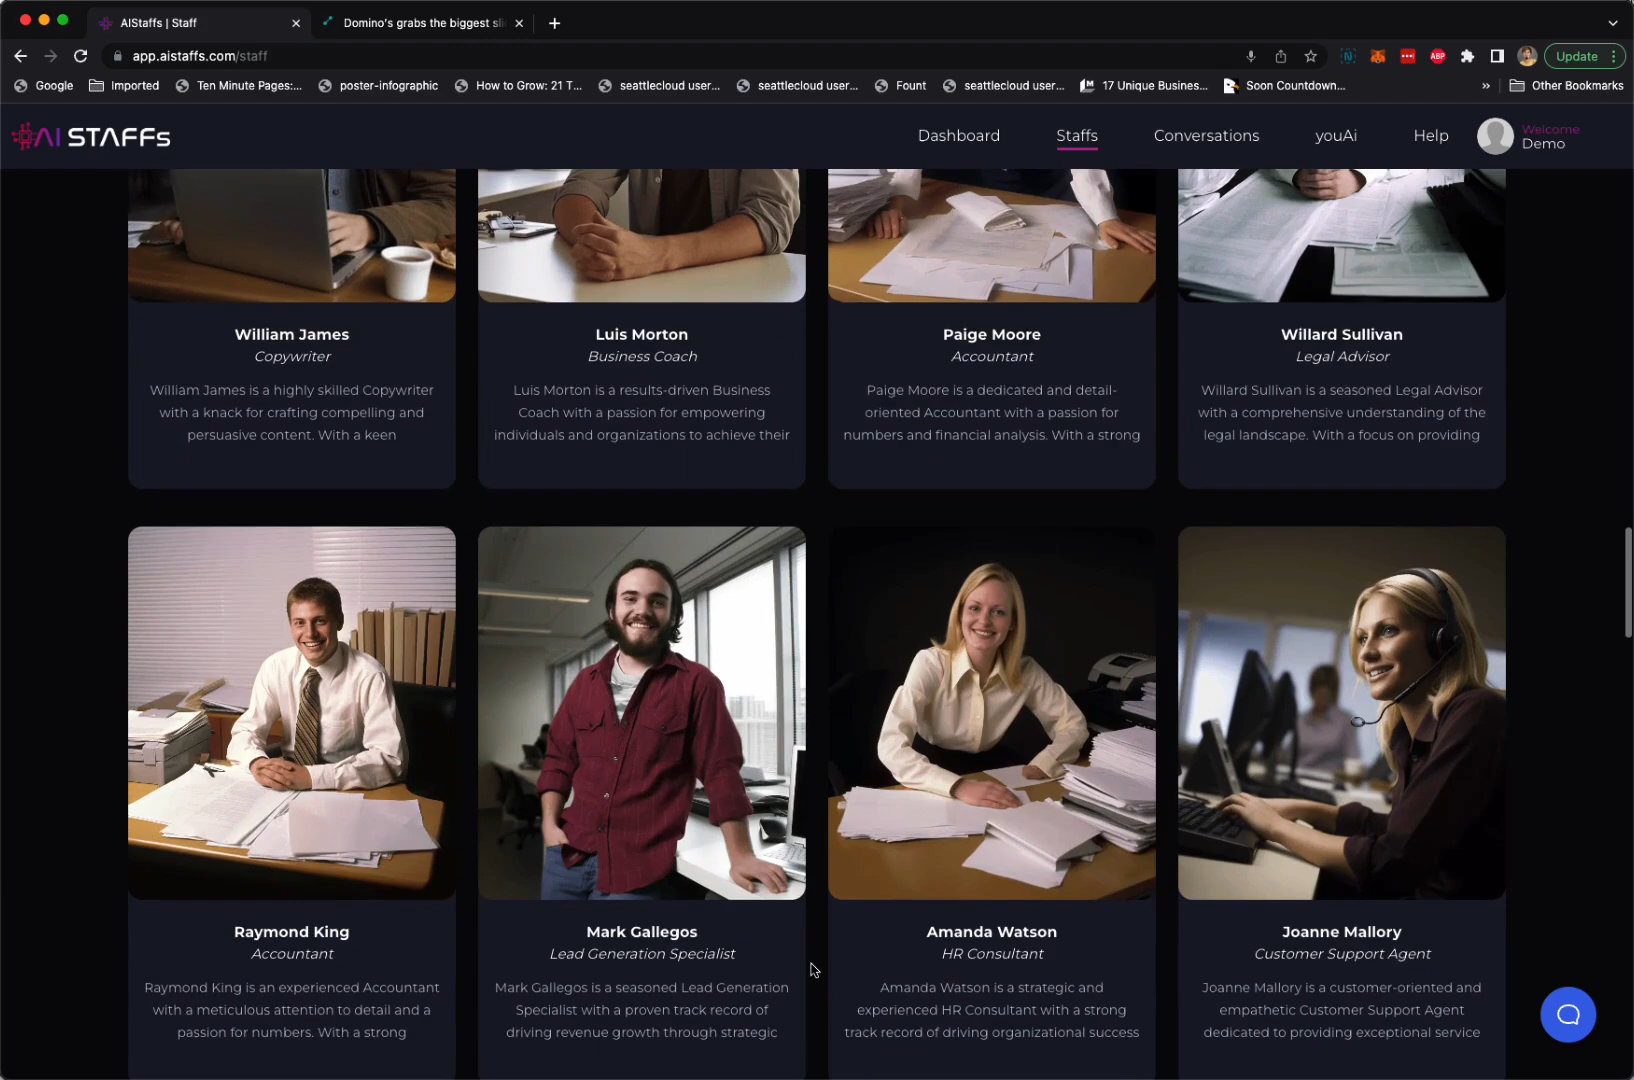 AIStaffs | Staff
Domino's grabs the biggest sli
app.aistaffs.com/staff
ABP
Update
Google
Imported
Ten Minute Pages:...
poster-infographic
How to Grow: 21 T...
seattlecloud user...
seattlecloud user...
Fount
seattlecloud user...
17 Unique Business...
Soon Countdown...
»
Other Bookmarks
AI STAFFs
Dashboard
Staffs
Conversations
youAi
Help
Welcome
Demo
William James
Copywriter
William James is a highly skilled Copywriter
with a knack for crafting compelling and
persuasive content. With a keen
Luis Morton
Business Coach
Luis Morton is a results-driven Business
Coach with a passion for empowering
individuals and organizations to achieve their
Paige Moore
Accountant
Paige Moore is a dedicated and detail-
oriented Accountant with a passion for
numbers and financial analysis. With a strong
Willard Sullivan
Legal Advisor
Willard Sullivan is a seasoned Legal Advisor
with a comprehensive understanding of the
legal landscape. With a focus on providing
Raymond King
Accountant
Raymond King is an experienced Accountant
with a meticulous attention to detail and a
passion for numbers. With a strong
Mark Gallegos
Lead Generation Specialist
Mark Gallegos is a seasoned Lead Generation
Specialist with a proven track record of
driving revenue growth through strategic
Amanda Watson
HR Consultant
Amanda Watson is a strategic and
experienced HR Consultant with a strong
track record of driving organizational success
Joanne Mallory
Customer Support Agent
Joanne Mallory is a customer-oriented and
empathetic Customer Support Agent
dedicated to providing exceptional service